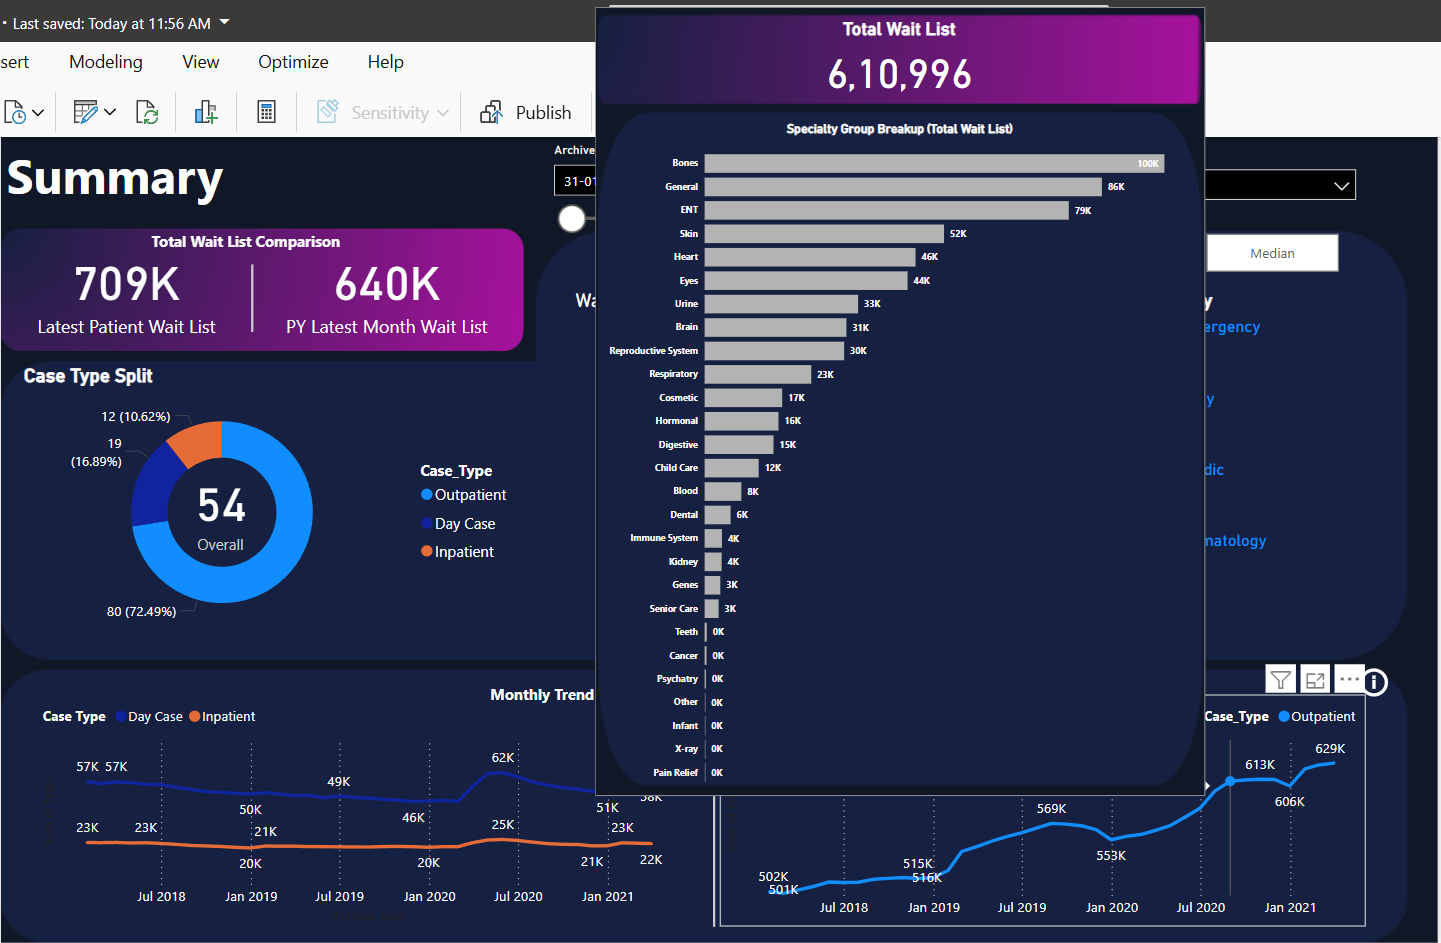 Last saved: Today at 11:56 AM
sert Modeling View Optimize Help
Sensitivity Publish
Summary
Archive
31-01
Total Wait List Comparison
709K 640K
Latest Patient Wait List PY Latest Month Wait List
Case Type Split
12 (10.62%)
19
(16.89%)
54
Overall
80 (72.49%)
Case_Type
Outpatient
Day Case
Inpatient
Wa
Total Wait List
6,10,996
Specialty Group Breakup (Total Wait List)
Bones 100K
General 86K
ENT 79K
Skin 52K
Heart 46K
Eyes 44K
Urine 33K
Brain 31K
Reproductive System 30K
Respiratory 23K
Cosmetic 17K
Hormonal 16K
Digestive 15K
Child Care 12K
Blood 8K
Dental 6K
Immune System 4K
Kidney 4K
Genes 3K
Senior Care 3K
Teeth 0K
Cancer 0K
Psychatry 0K
Other 0K
Infant 0K
X-ray 0K
Pain Relief 0K
Median
y
ergency
y
dic
natology
Monthly Trend
Case Type Day Case Inpatient
57K 57K
50K
49K
46K
62K
51K
58K
23K 23K
20K
21K
20K
25K
21K
23K
22K
Jul 2018 Jan 2019 Jul 2019 Jan 2020 Jul 2020 Jan 2021
Case_Type Outpatient
502K
501K
515K
516K
569K
553K
613K
606K
629K
Jul 2018 Jan 2019 Jul 2019 Jan 2020 Jul 2020 Jan 2021